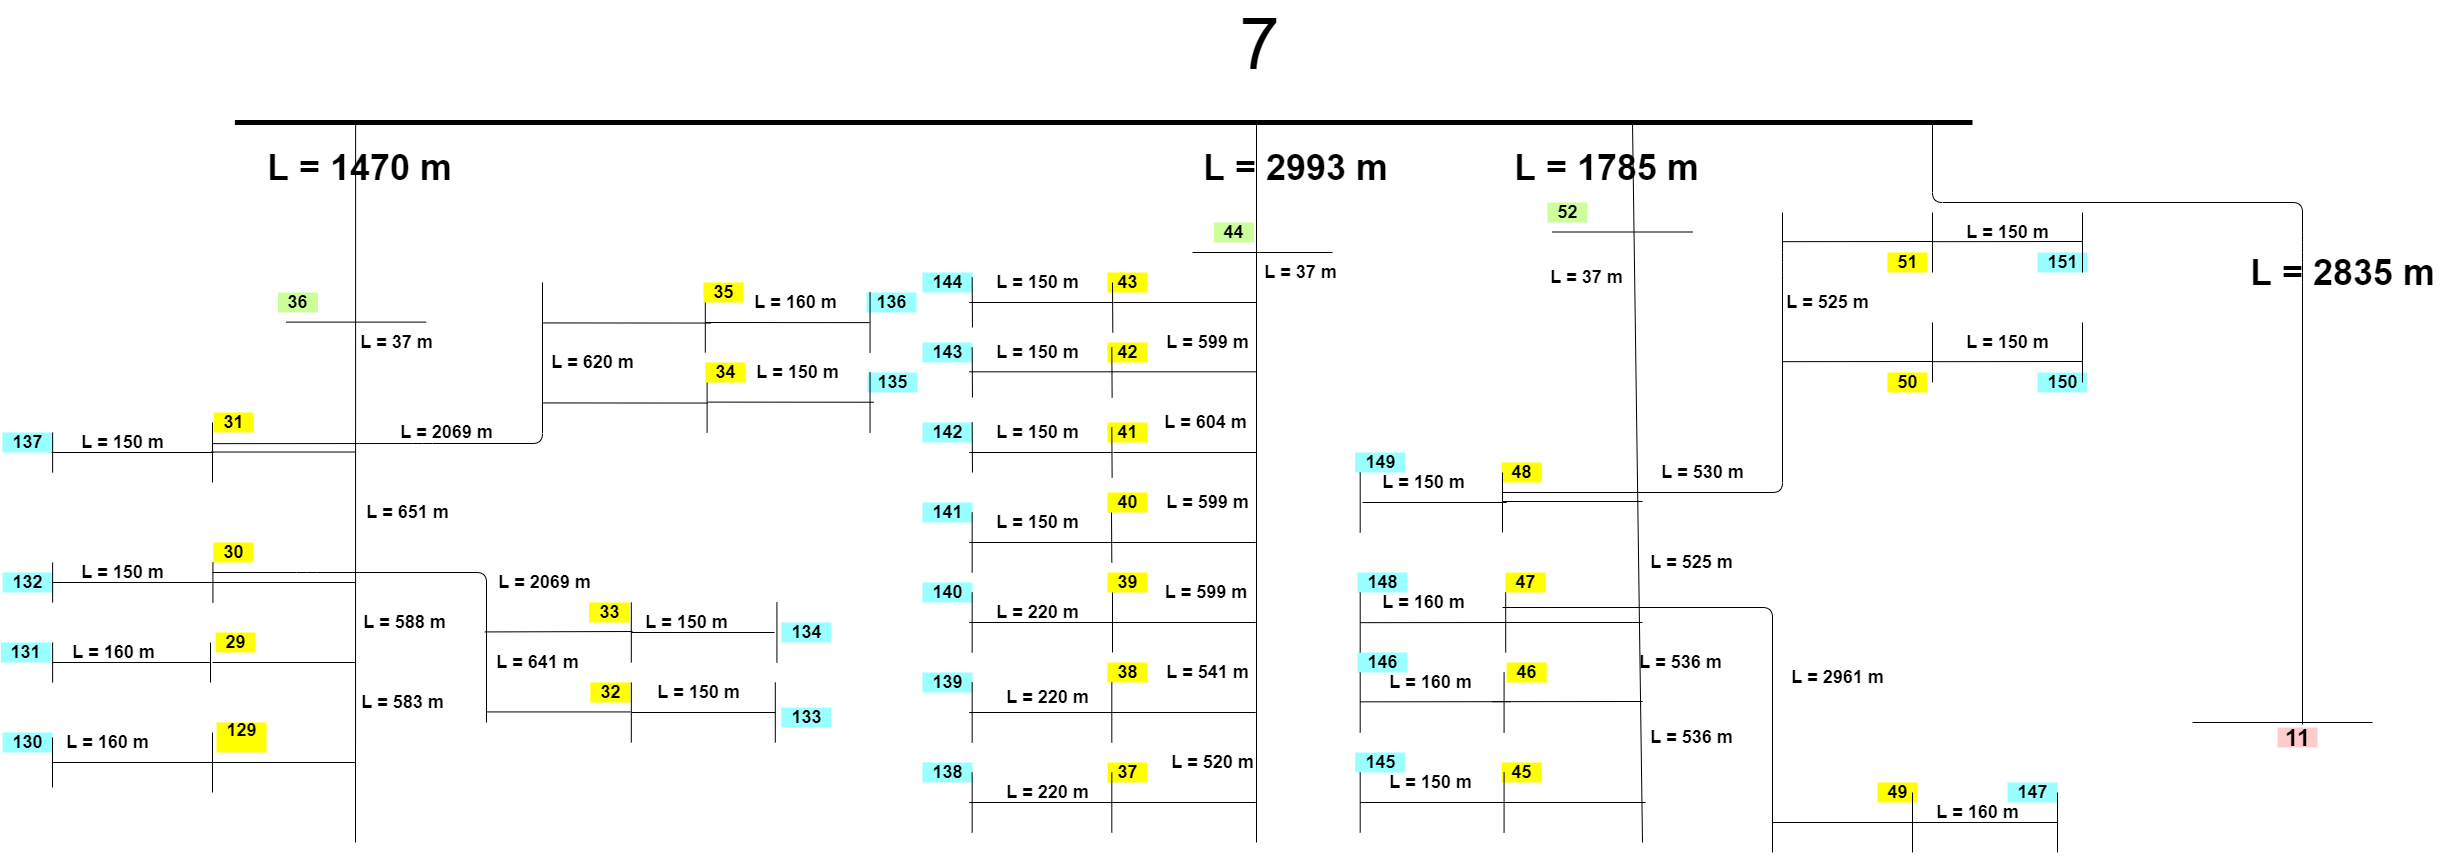 7
L = 1470 m
L = 2993 m
L = 1785 m
L = 2835 m
36
L = 37 m
35
L = 160 m
136
L = 620 m
34
L = 150 m
135
31
137
L = 150 m
L = 2069 m
L = 651 m
30
132
L = 150 m
L = 2069 m
L = 588 m
33
L = 150 m
134
29
131
L = 160 m
L = 641 m
32
L = 150 m
133
L = 583 m
129
130
L = 160 m
44
L = 37 m
144
L = 150 m
43
L = 599 m
143
L = 150 m
42
L = 604 m
142
L = 150 m
41
L = 599 m
141
L = 150 m
40
L = 599 m
140
L = 220 m
39
L = 541 m
139
L = 220 m
38
L = 520 m
138
L = 220 m
37
52
L = 37 m
L = 150 m
51
151
L = 525 m
L = 150 m
50
150
149
L = 150 m
48
L = 530 m
L = 525 m
148
L = 160 m
47
L = 536 m
146
L = 160 m
46
L = 2961 m
L = 536 m
145
L = 150 m
45
49
147
L = 160 m
11